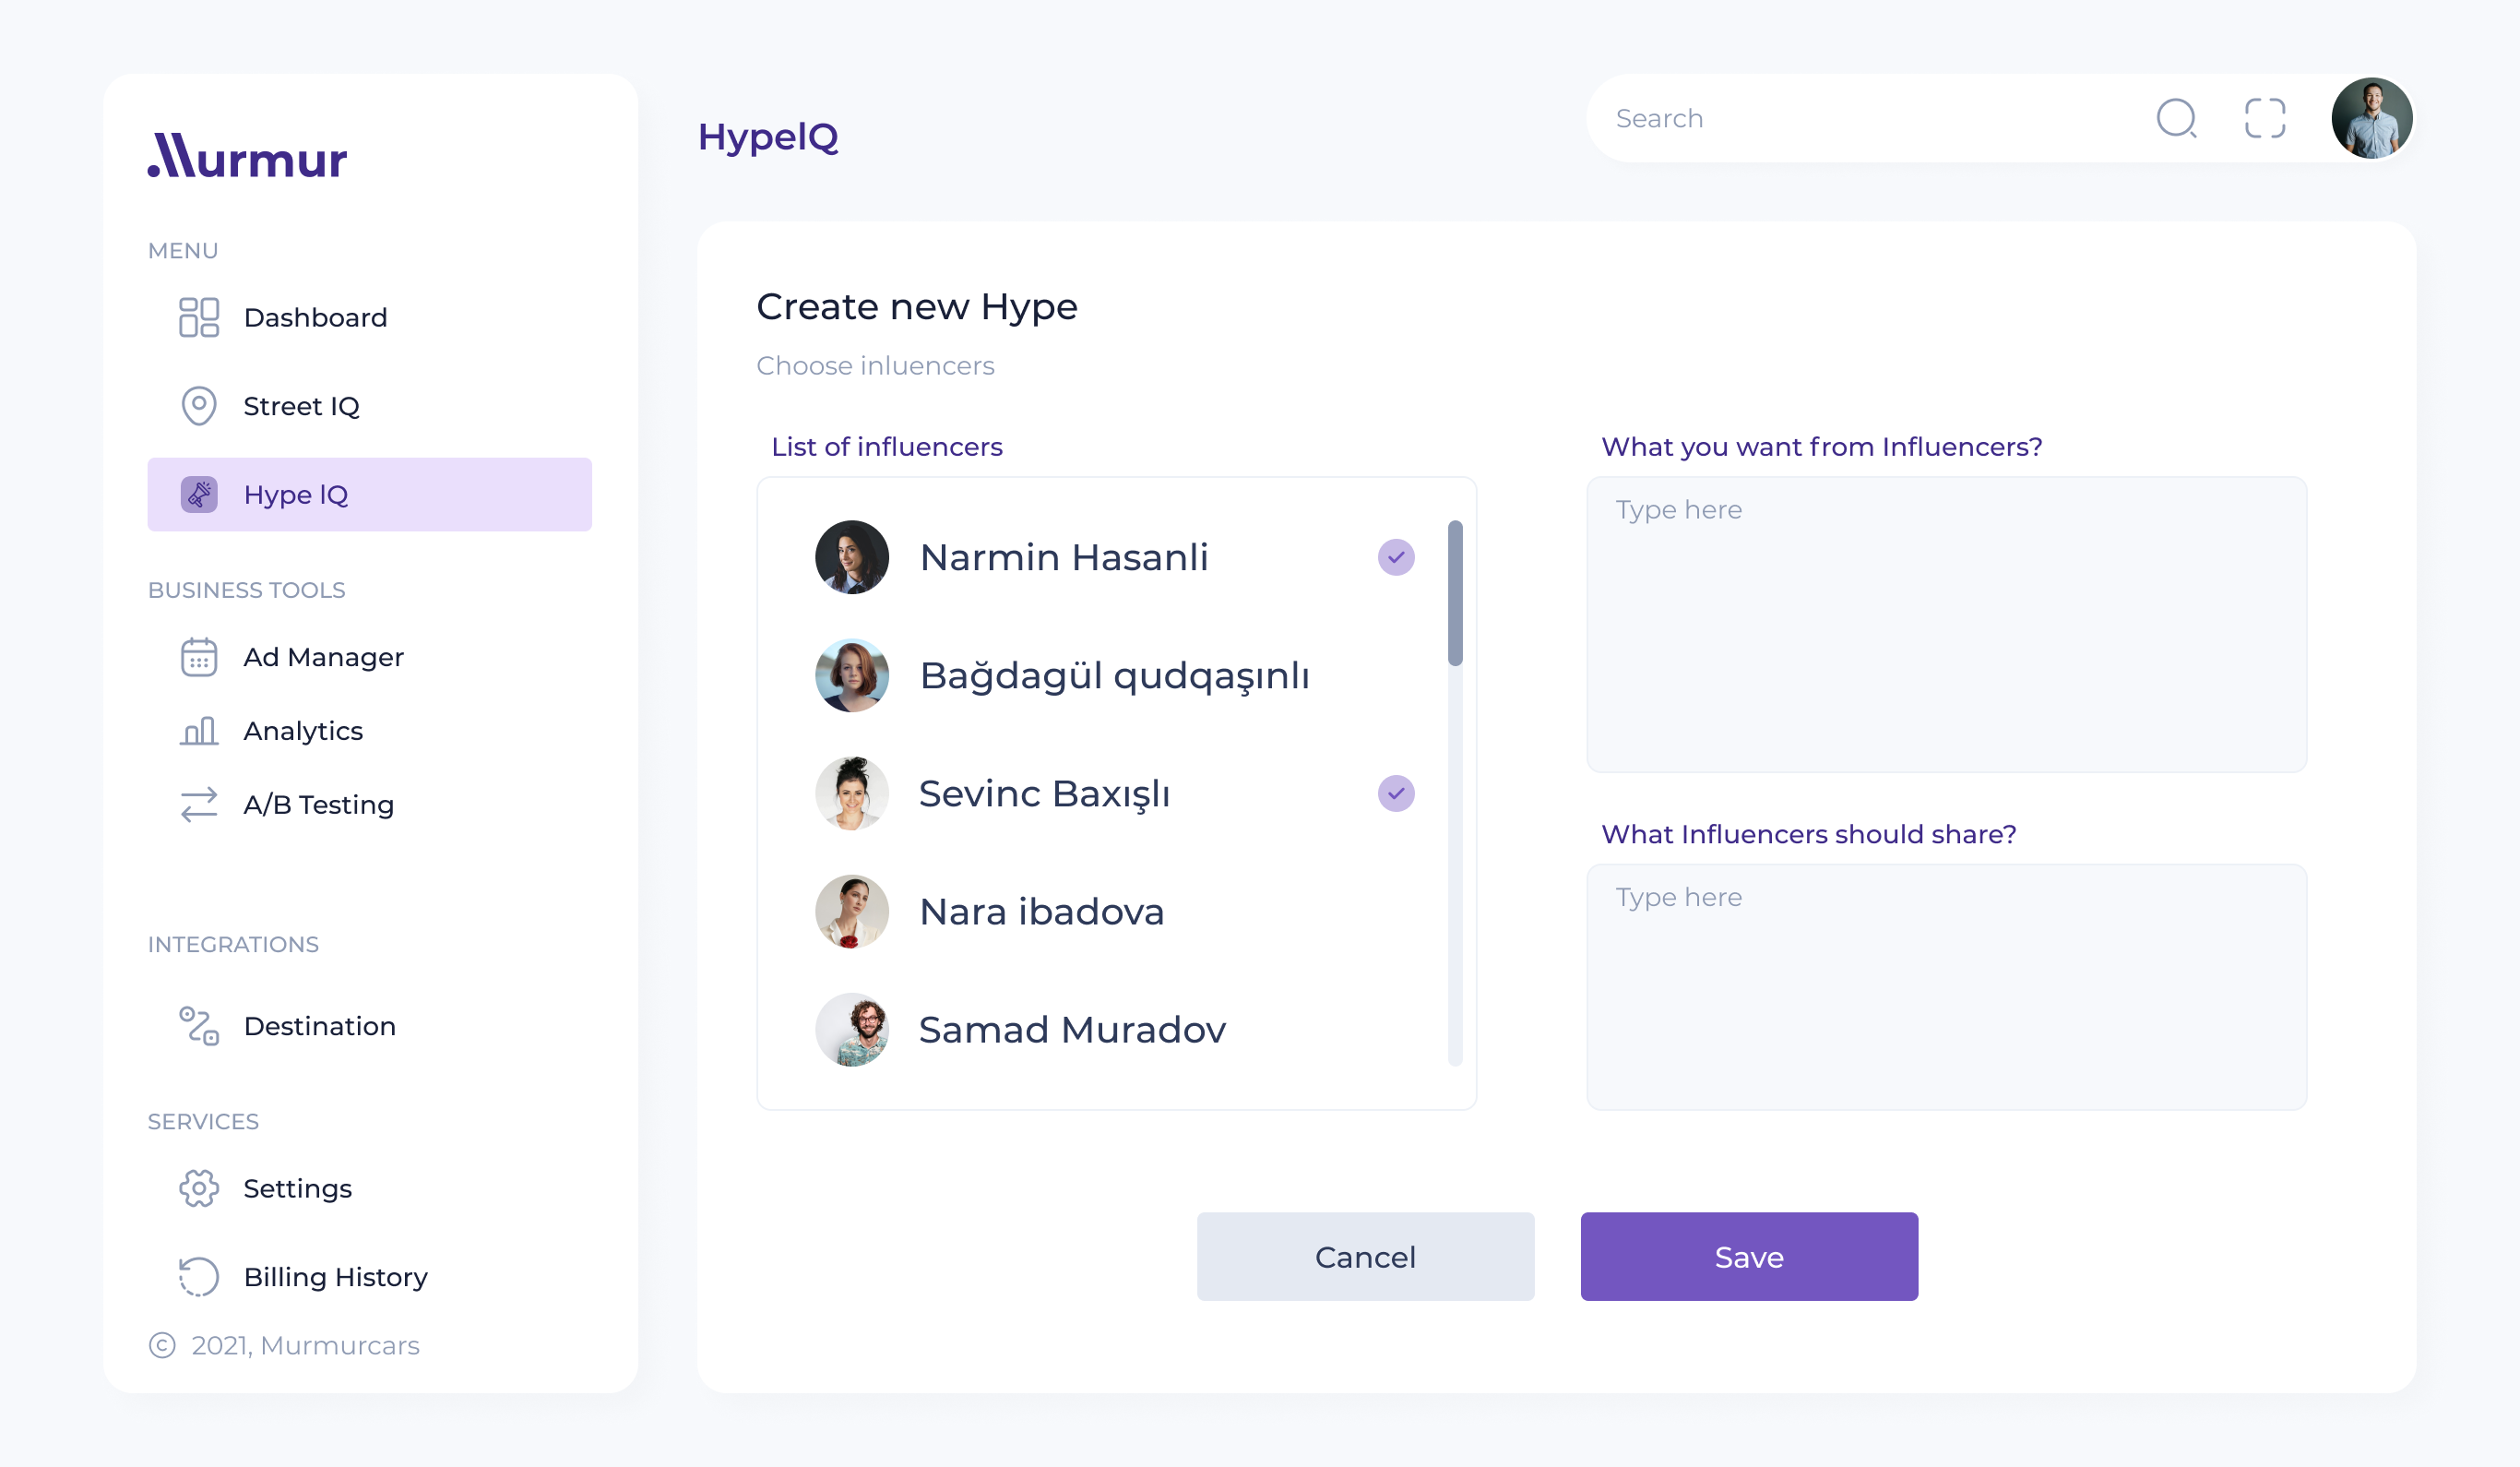 Murmur
MENU
Dashboard
Street IQ
Hype lQ
BUSINESS TOOLS
Ad Manager
Analytics
A/B Testing
INTEGRATIONS
Destination
SERVICES
Settings
Billing History
© 2021, Murmurcars
HypelQ
Search
Create new Hype
Choose inluencers
List of influencers
Narmin Hasanli
Bağdagül qudqaşınlı
Sevinc Baxışlı
Nara ibadova
Samad Muradov
What you want from Influencers?
Type here
What Influencers should share?
Type here
Cancel
Save